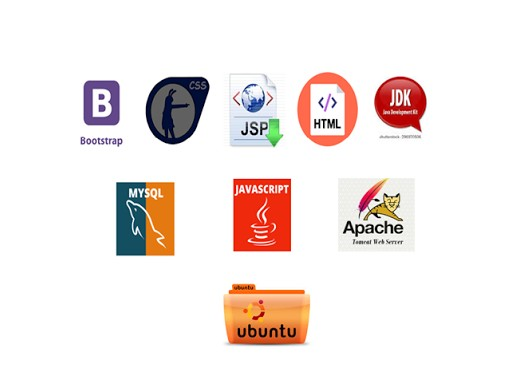 B
Bootstrap
CSS
JSP
</>
HTML
JDK
Java Development Kit
MYSQL
JAVASCRIPT
Apache
Tomcat Web Server
ubuntu
ubuntu